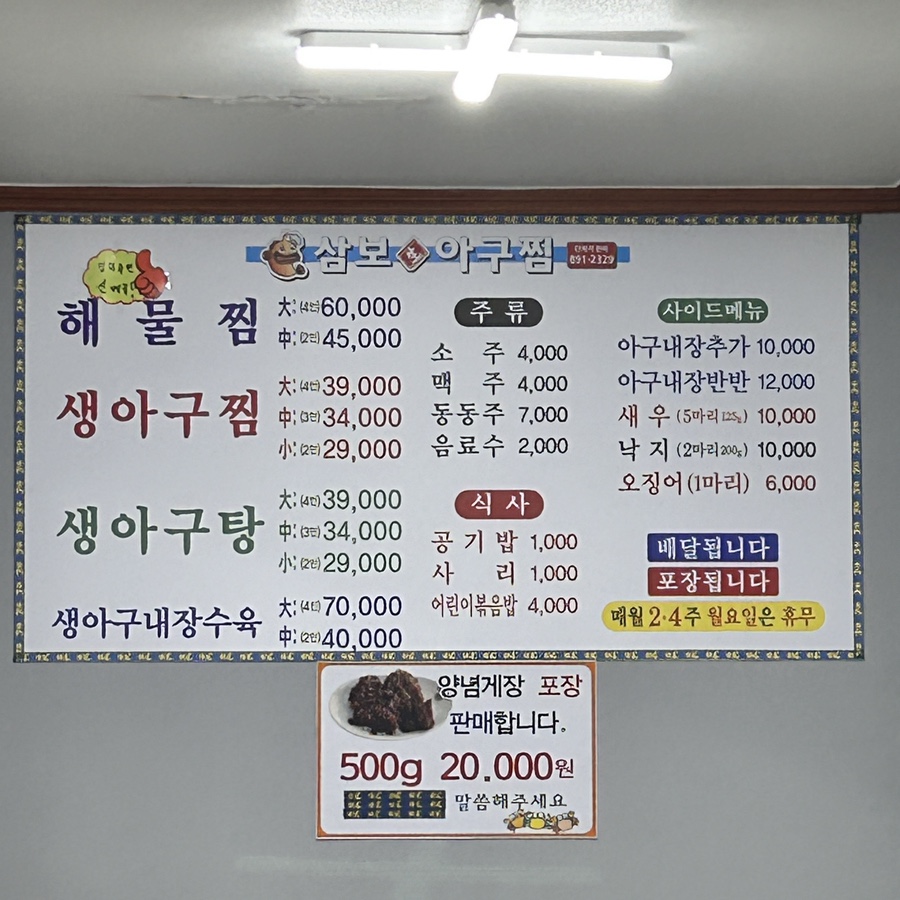 삼보 아구찜
691-2329
해물찜 大: (4인) 60,000
中: (2인) 45,000
생아구찜 大: (4인) 39,000
中: (3인) 34,000
小: (2인) 29,000
생아구탕 大: (4인) 39,000
中: (3인) 34,000
小: (2인) 29,000
생아구내장수육 大: (4인) 70,000
中: (2인) 40,000
주류
소주 4,000
맥주 4,000
동동주 7,000
음료수 2,000
식사
공기밥 1,000
사리 1,000
어린이볶음밥 4,000
사이드메뉴
아구내장추가 10,000
아구내장반반 12,000
새우 (5마리125g) 10,000
낙지 (2마리200g) 10,000
오징어 (1마리) 6,000
배달됩니다
포장됩니다
매월 2·4주 월요일은 휴무
양념게장 포장
판매합니다.
500g 20.000원
말씀해주세요